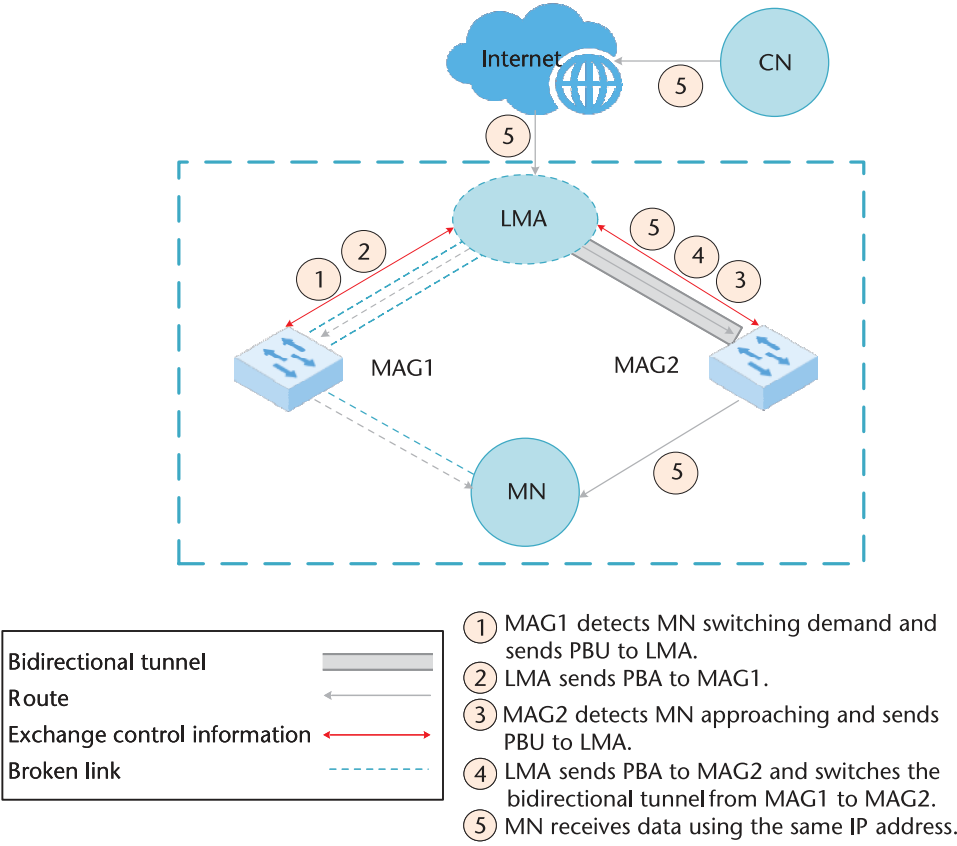 Internet
CN
5
5
LMA
2
1
5
4
3
MAG1
MAG2
5
MN
Bidirectional tunnel
Route
Exchange control information
Broken link
1 MAG1 detects MN switching demand and
sends PBU to LMA.
2 LMA sends PBA to MAG1.
3 MAG2 detects MN approaching and sends
PBU to LMA.
4 LMA sends PBA to MAG2 and switches the
bidirectional tunnel from MAG1 to MAG2.
5 MN receives data using the same IP address.